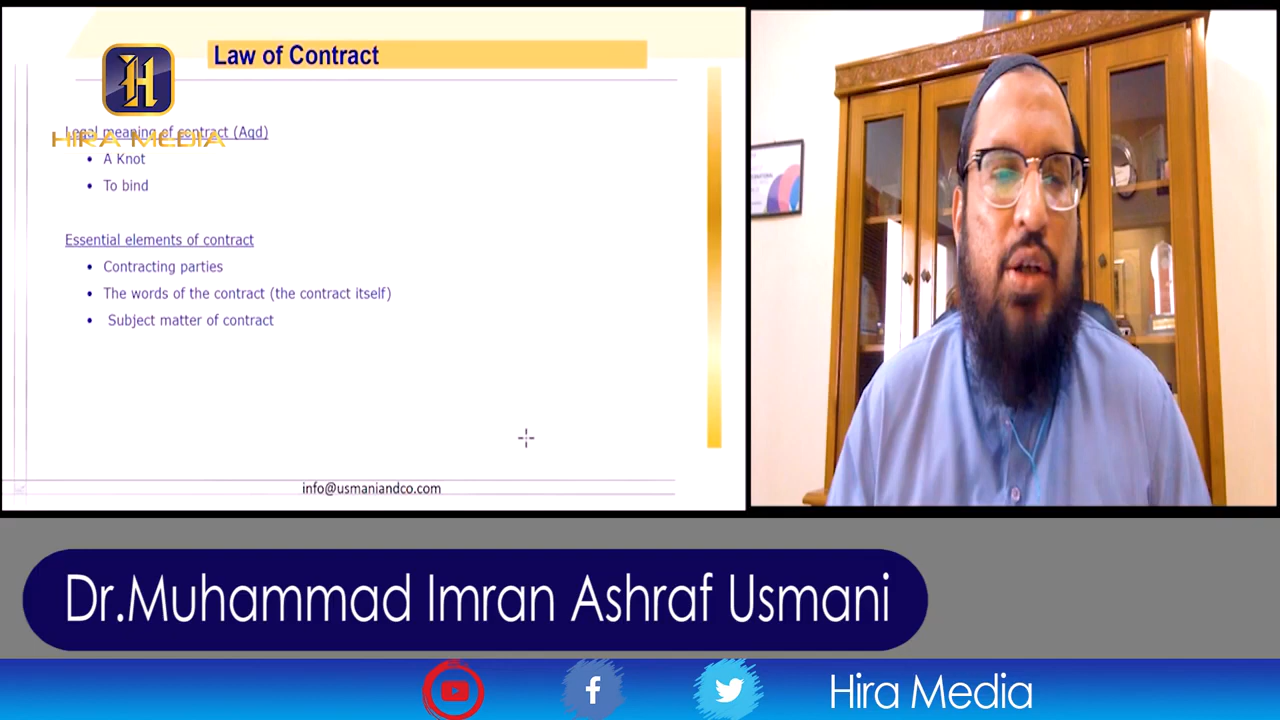 Law of Contract
H
HIRA MEDIA
Legal meaning of contract (Aqd)
• A Knot
• To bind
Essential elements of contract
• Contracting parties
• The words of the contract (the contract itself)
• Subject matter of contract
info@usmaniandco.com
Dr.Muhammad Imran Ashraf Usmani
Hira Media